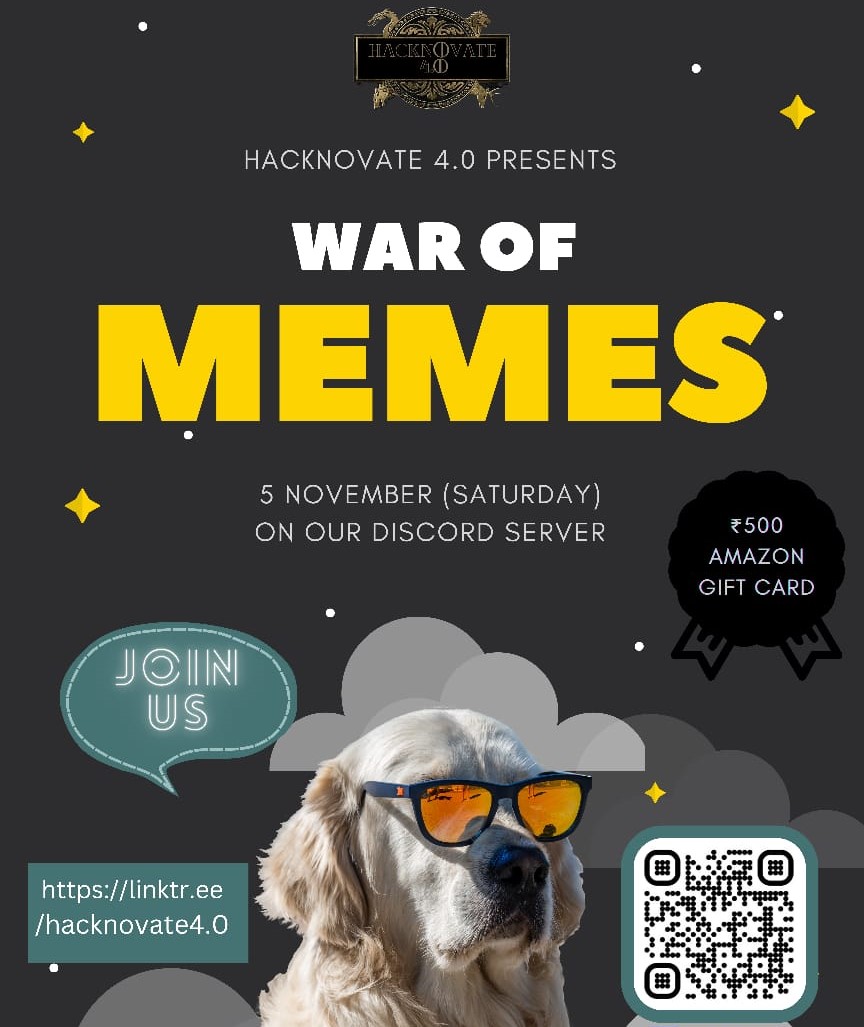 HACKNOVATE
4.0
HACKNOVATE 4.0 PRESENTS
WAR OF
MEMES
5 NOVEMBER (SATURDAY)
ON OUR DISCORD SERVER
₹500
AMAZON
GIFT CARD
JOIN
US
https://linktr.ee
/hacknovate4.0